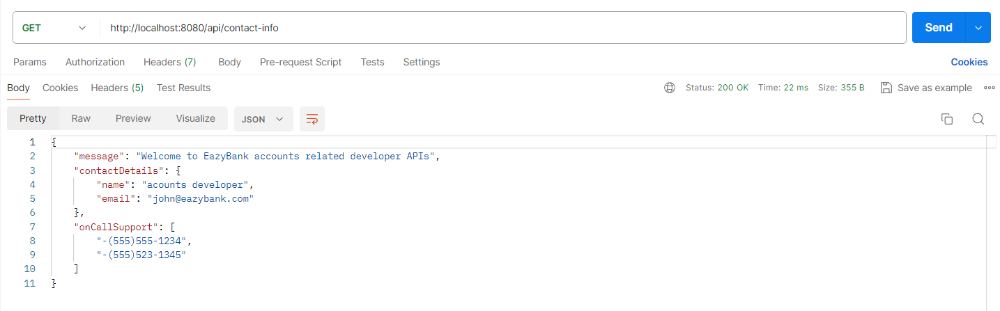 GET http://localhost:8080/api/contact-info Send
Params Authorization Headers (7) Body Pre-request Script Tests Settings Cookies
Body Cookies Headers (5) Test Results Status: 200 OK Time: 22 ms Size: 355 B Save as example
Pretty Raw Preview Visualize JSON
1 {
2 "message": "Welcome to EazyBank accounts related developer APIs",
3 "contactDetails": {
4 "name": "acounts developer",
5 "email": "john@eazybank.com"
6 },
7 "onCallSupport": [
8 "-(555)555-1234",
9 "-(555)523-1345"
10 ]
11 }